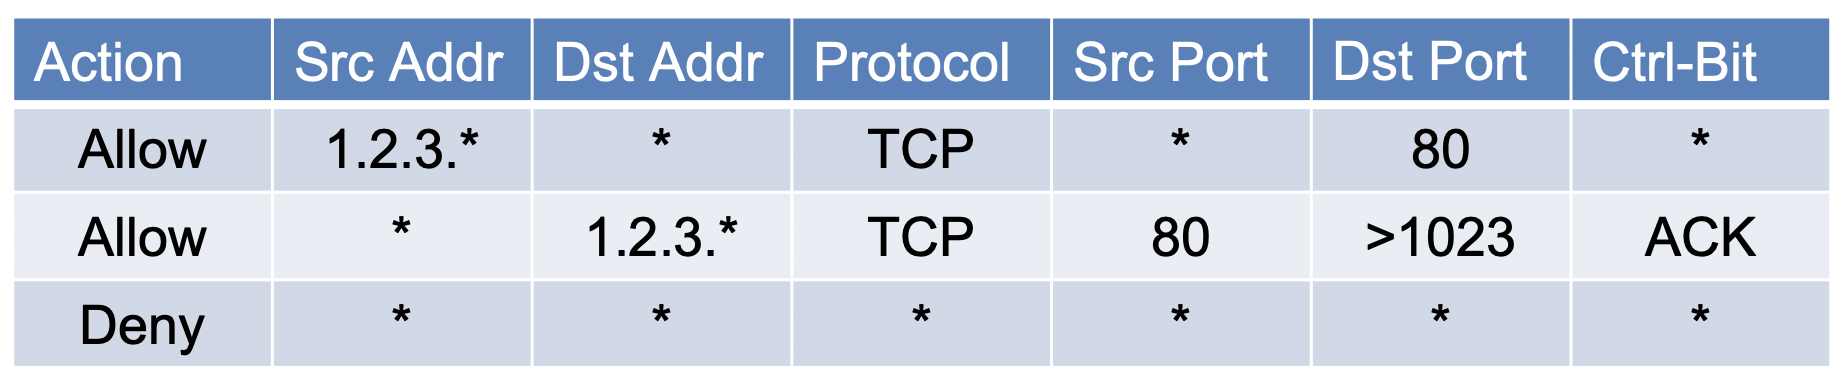 Action Src Addr Dst Addr Protocol Src Port Dst Port Ctrl-Bit
Allow 1.2.3.* * TCP * 80 *
Allow * 1.2.3.* TCP 80 >1023 ACK
Deny * * * * * *